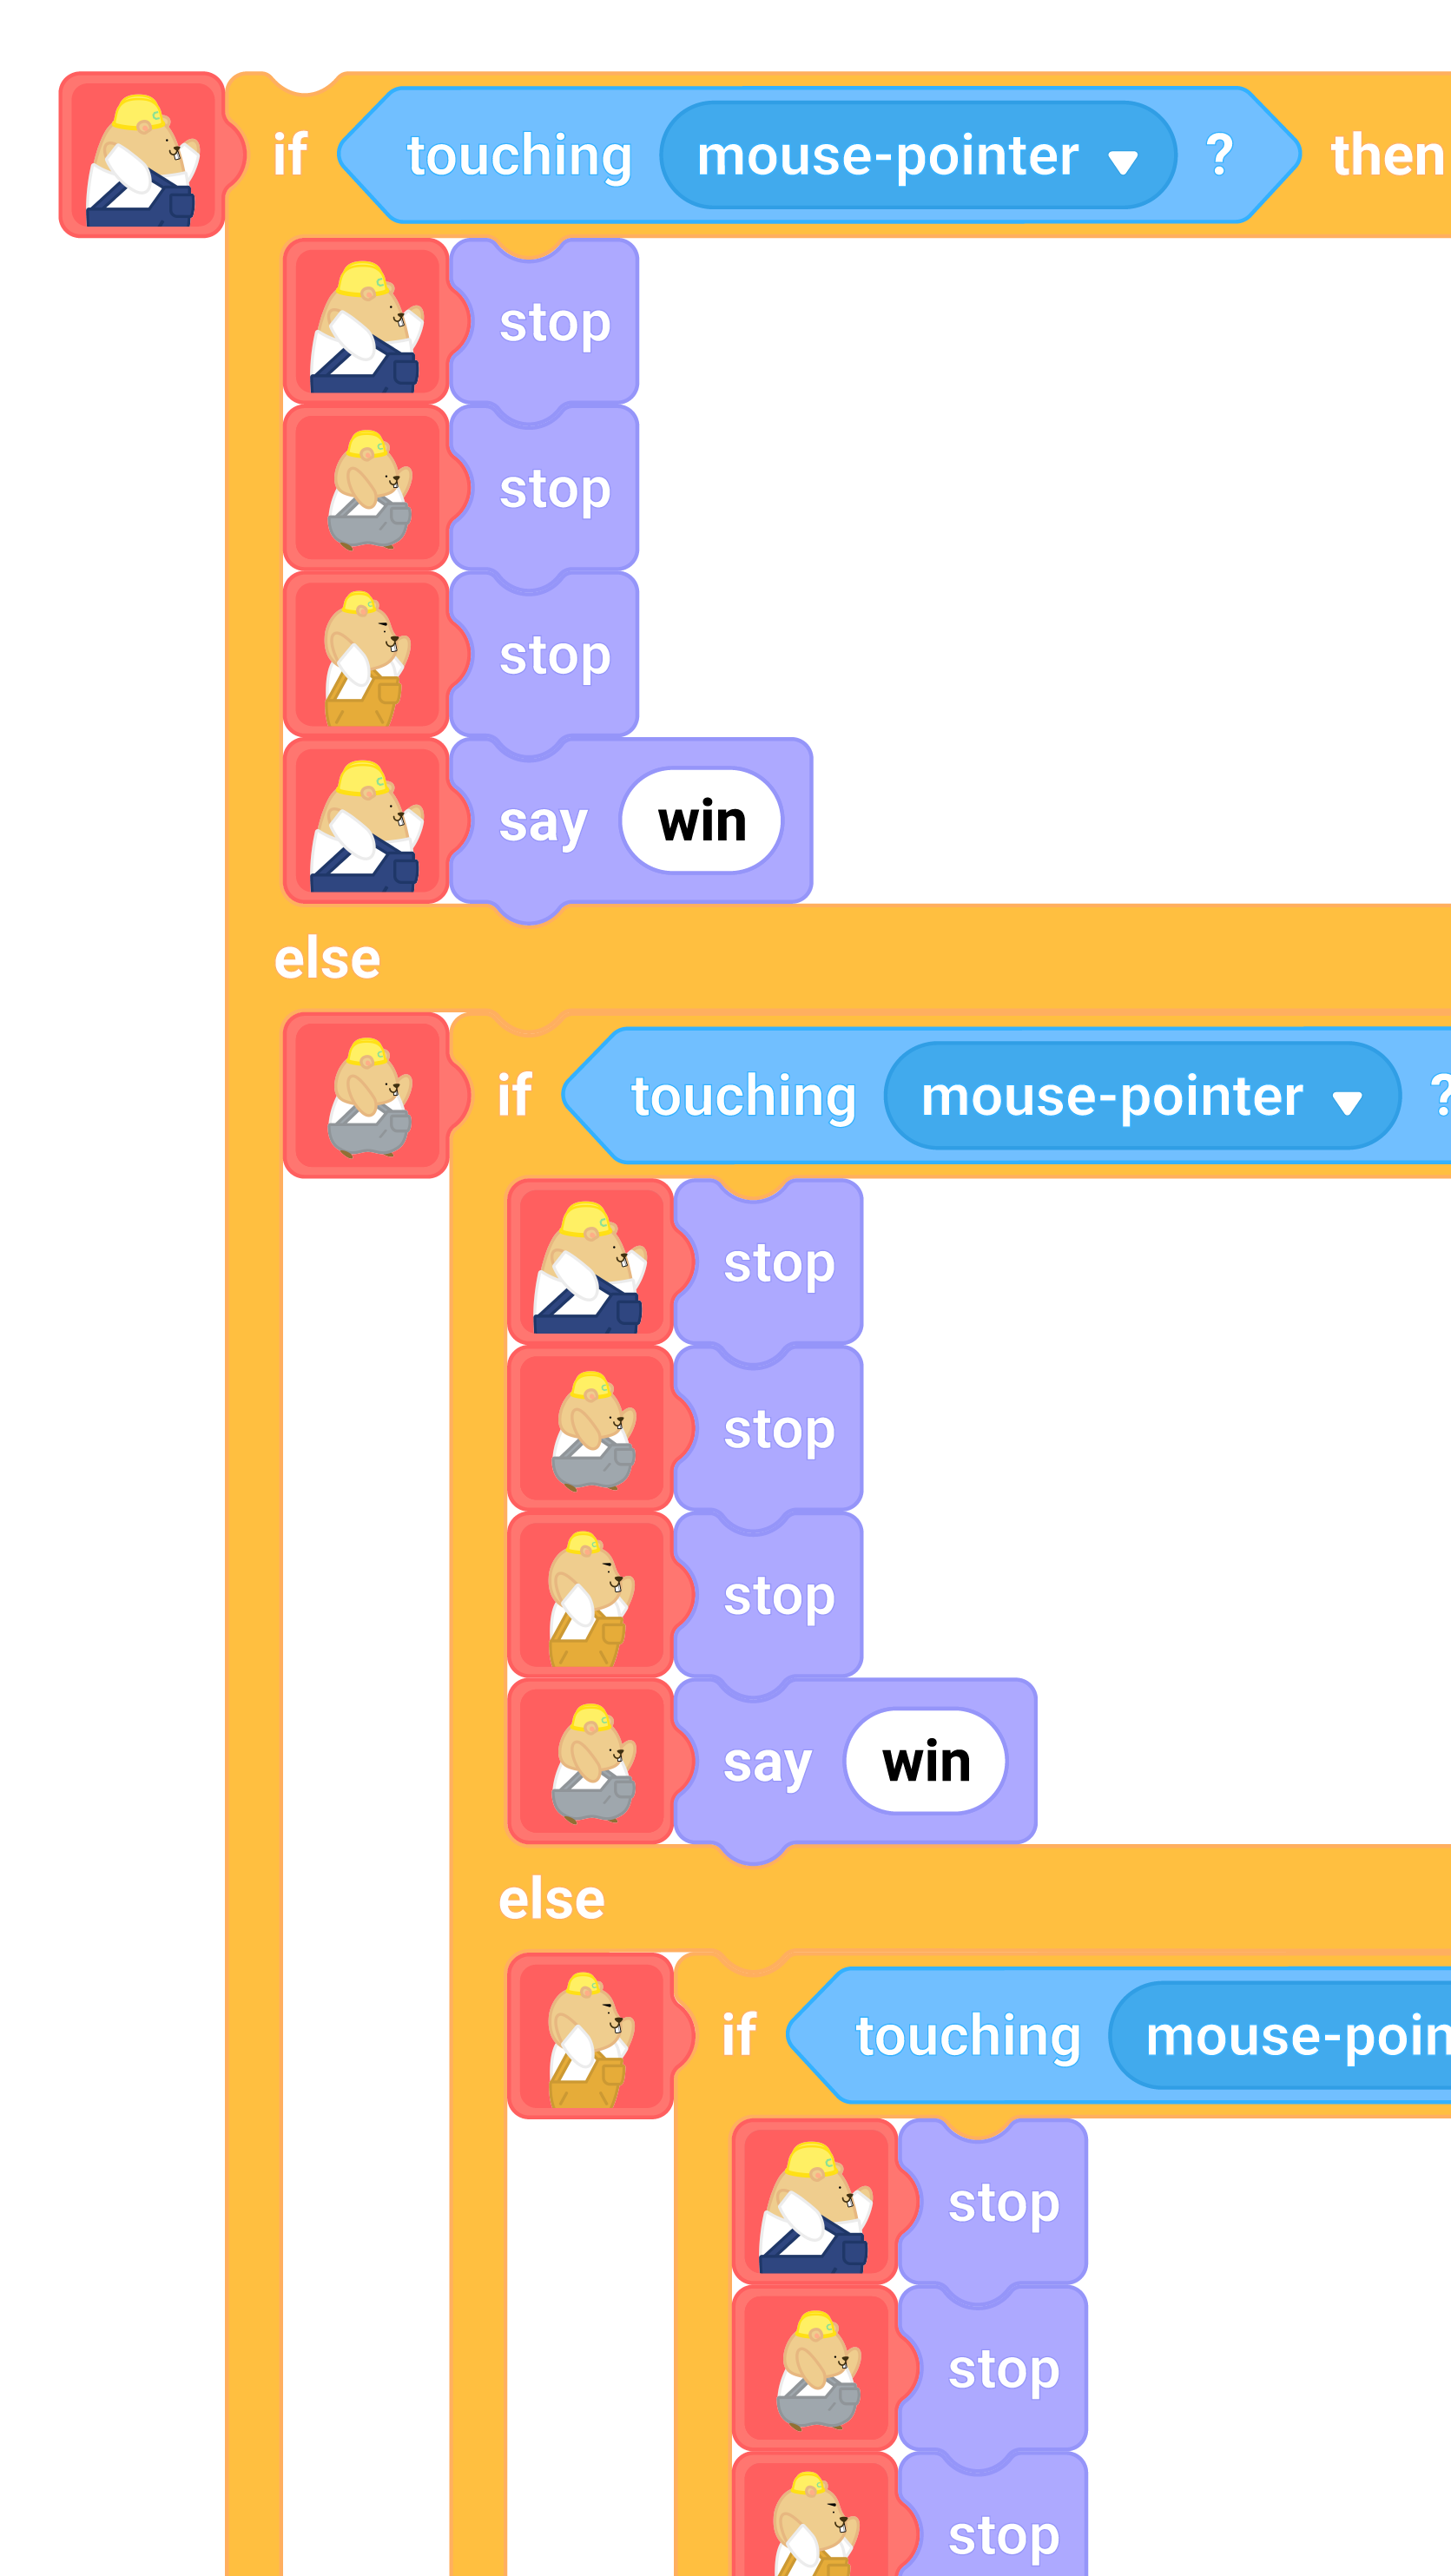 if touching mouse-pointer ? then
stop
stop
stop
say win
else
if touching mouse-pointer ?
stop
stop
stop
say win
else
if touching mouse-poin
stop
stop
stop